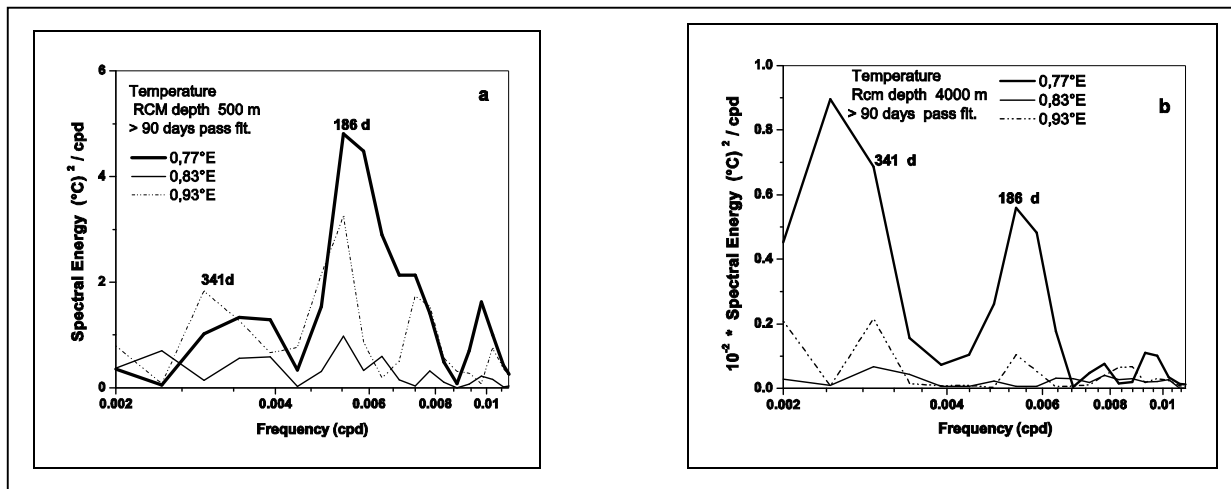 a
Temperature
RCM depth 500 m
> 90 days pass flt.
0,77°E
0,83°E
0,93°E
186 d
341d
6
4
2
0
0.002
0.004
0.006
0.008
0.01
Spectral Energy (°C) 2 / cpd
Frequency (cpd)
b
Temperature
Rcm depth 4000 m
> 90 days pass flt.
0,77°E
0,83°E
0,93°E
341 d
186 d
1.0
0.8
0.6
0.4
0.2
0.0
0.002
0.004
0.006
0.008
0.01
10-2 * Spectral Energy (°C) 2 / cpd
Frequency (cpd)